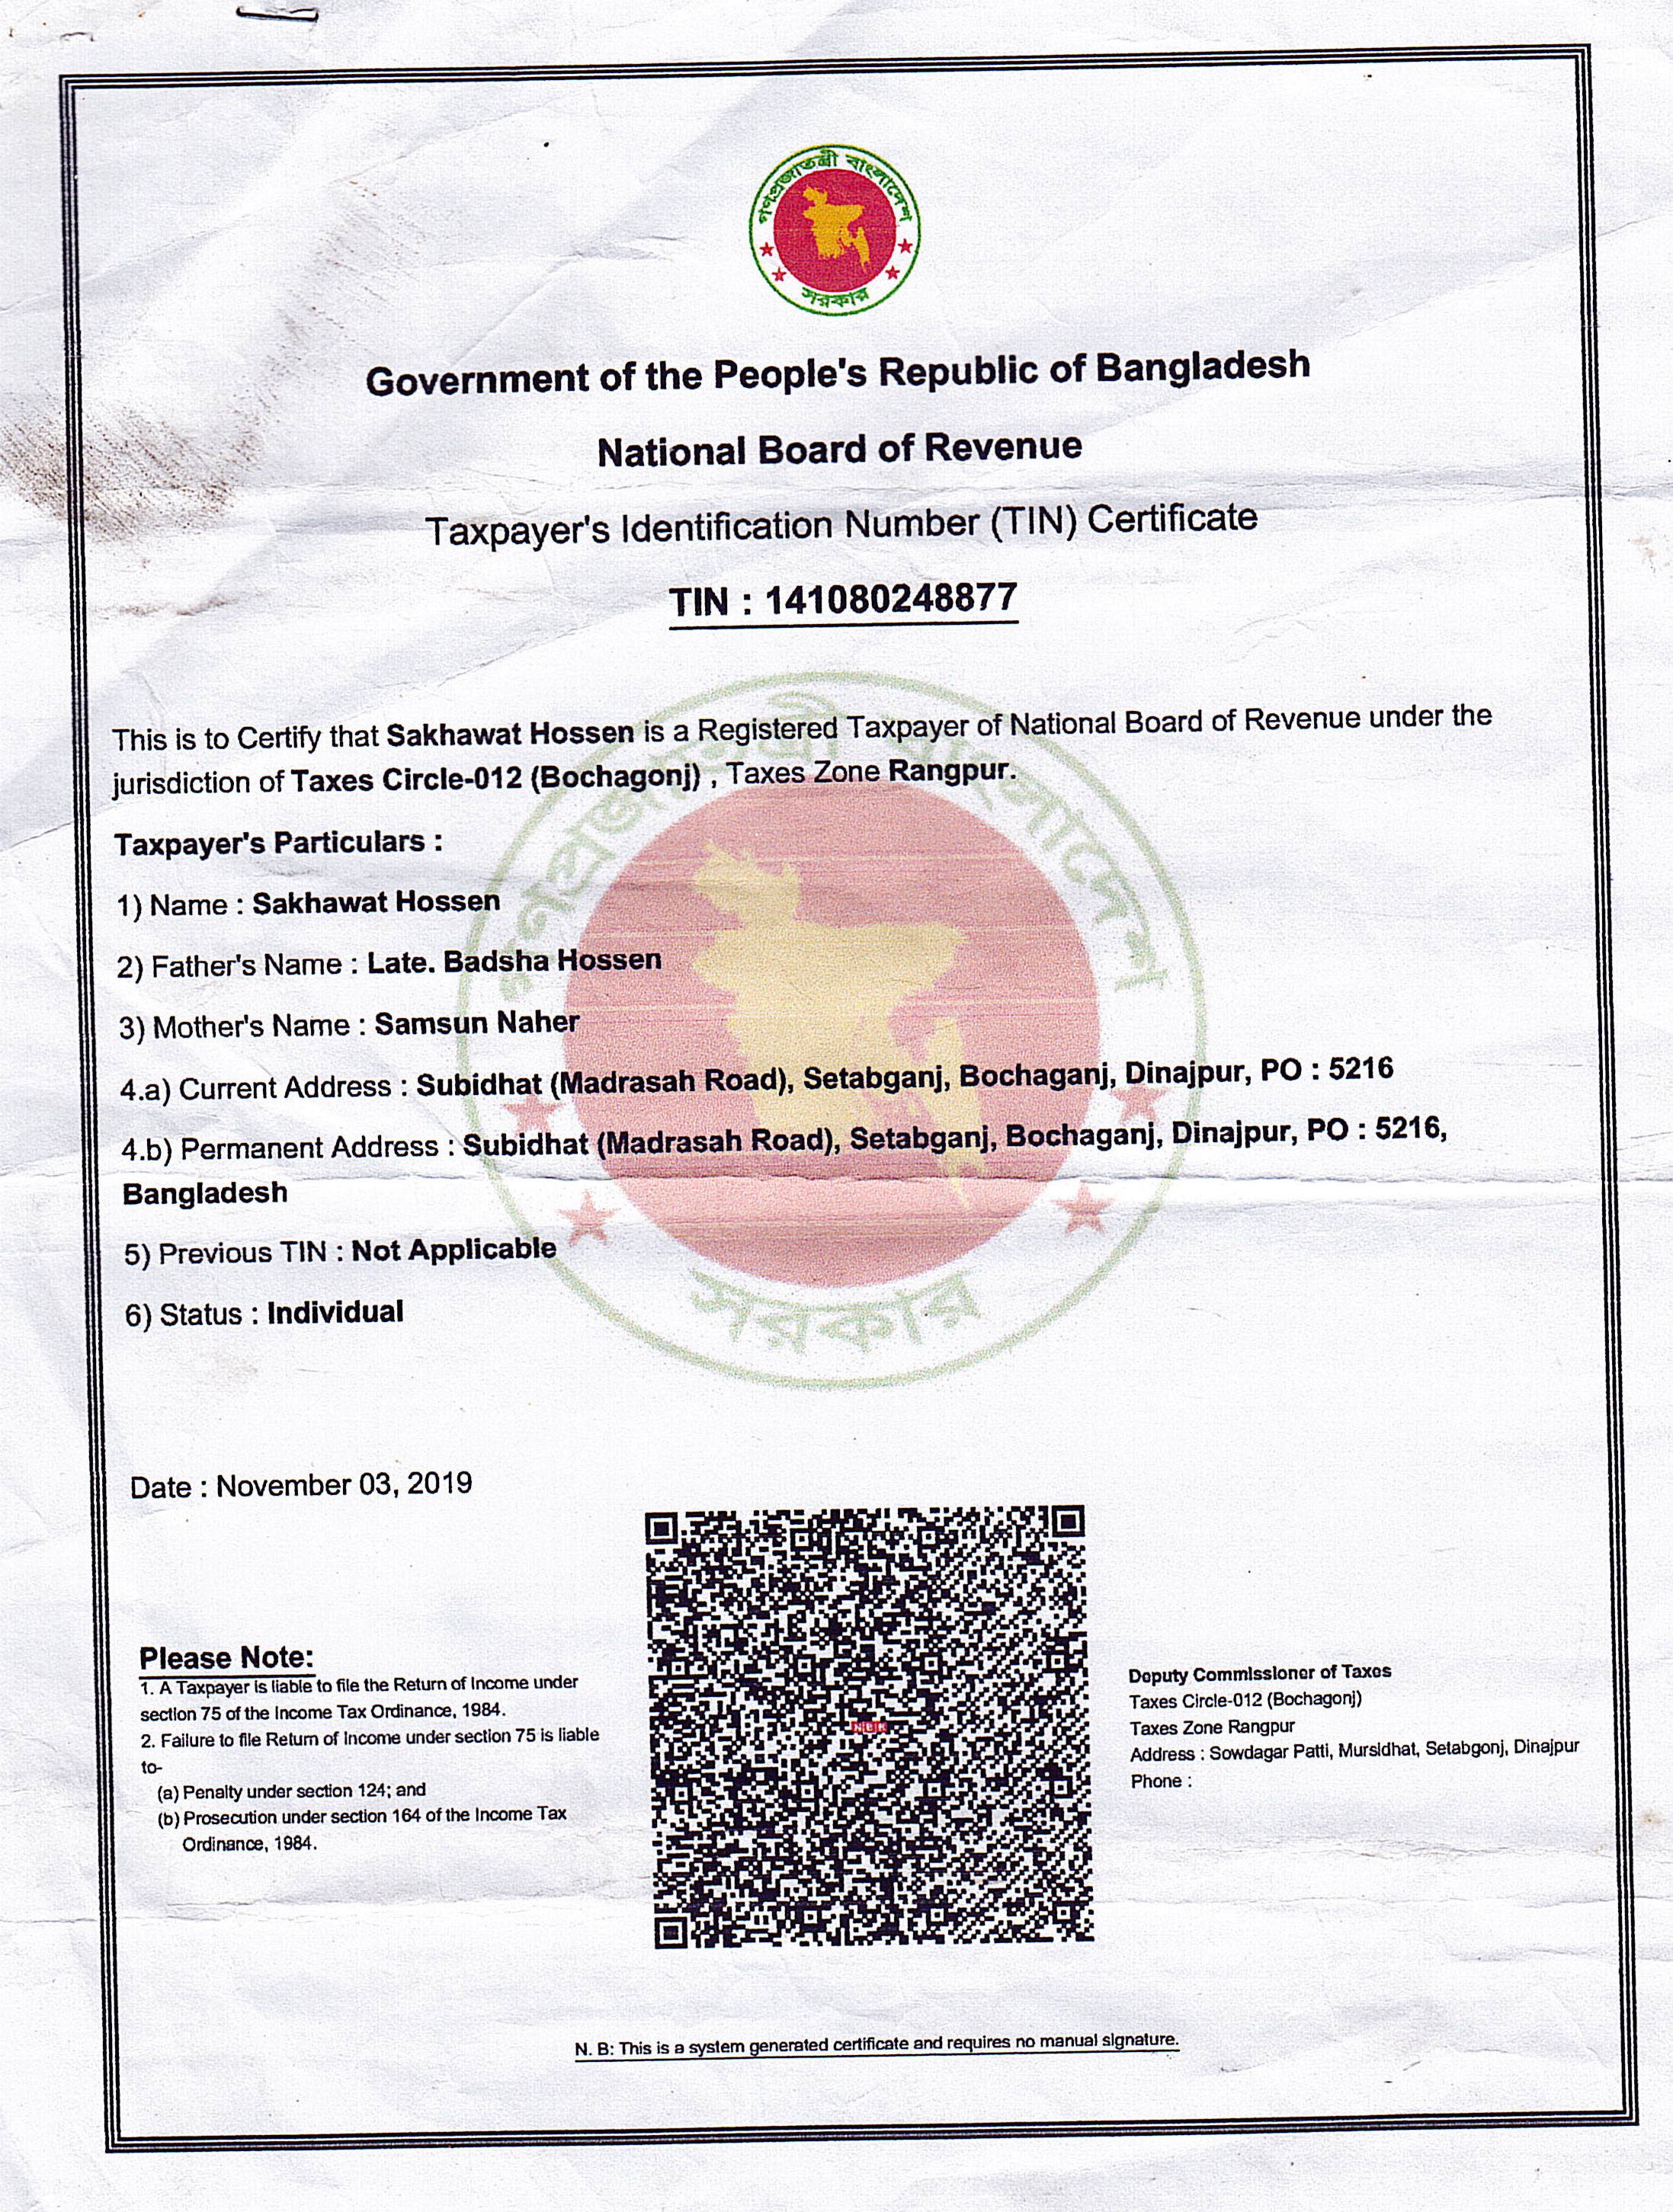 গণপ্রজাতন্ত্রী বাংলাদেশ
সরকার
Government of the People's Republic of Bangladesh
National Board of Revenue
Taxpayer's Identification Number (TIN) Certificate
TIN : 141080248877
This is to Certify that Sakhawat Hossen is a Registered Taxpayer of National Board of Revenue under the
jurisdiction of Taxes Circle-012 (Bochagonj) , Taxes Zone Rangpur.
Taxpayer's Particulars :
1) Name : Sakhawat Hossen
2) Father's Name : Late. Badsha Hossen
3) Mother's Name : Samsun Naher
4.a) Current Address : Subidhat (Madrasah Road), Setabganj, Bochaganj, Dinajpur, PO : 5216
4.b) Permanent Address : Subidhat (Madrasah Road), Setabganj, Bochaganj, Dinajpur, PO : 5216,
Bangladesh
5) Previous TIN : Not Applicable
6) Status : Individual
গণপ্রজাতন্ত্রী বাংলাদেশ
সরকার
Date : November 03, 2019
Please Note:
1. A Taxpayer is liable to file the Return of Income under
section 75 of the Income Tax Ordinance, 1984.
2. Failure to file Return of Income under section 75 is liable
to-
(a) Penalty under section 124; and
(b) Prosecution under section 164 of the Income Tax
Ordinance, 1984.
NBR
Deputy Commissioner of Taxes
Taxes Circle-012 (Bochagonj)
Taxes Zone Rangpur
Address : Sowdagar Patti, Mursidhat, Setabgonj, Dinajpur
Phone :
N. B: This is a system generated certificate and requires no manual signature.